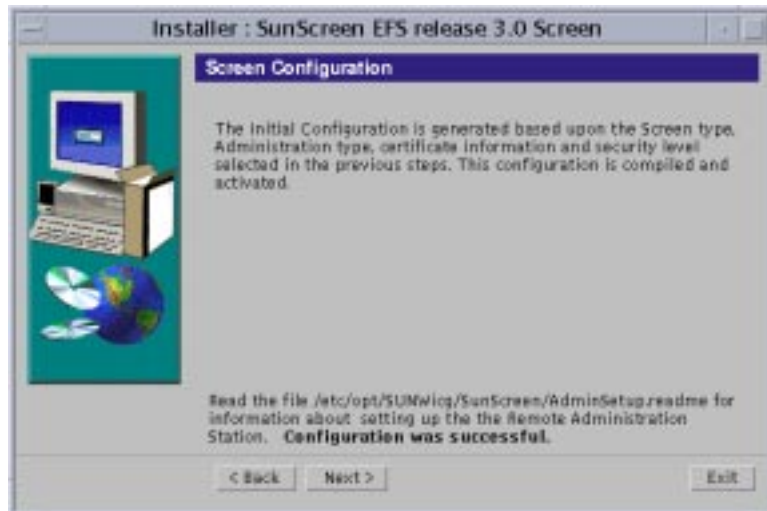 Installer : SunScreen EFS release 3.0 Screen
Screen Configuration
The Initial Configuration is generated based upon the Screen type,
Administration type, certificate information and security level
selected in the previous steps. This configuration is compiled and
activated.
Read the file /etc/opt/SUNWicg/SunScreen/AdminSetup.readme for
information about setting up the the Remote Administration
Station. Configuration was successful.
< Back
Next >
Exit